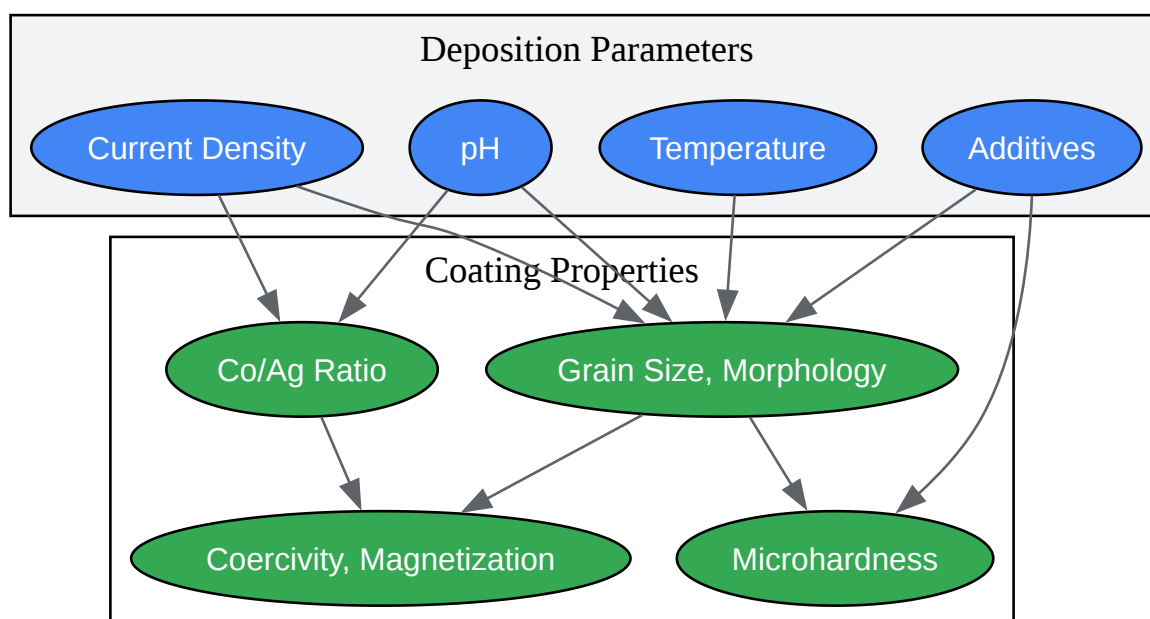 Deposition Parameters
Current Density
pH
Temperature
Additives
Coating Properties
Co/Ag Ratio
Grain Size, Morphology
Coercivity, Magnetization
Microhardness